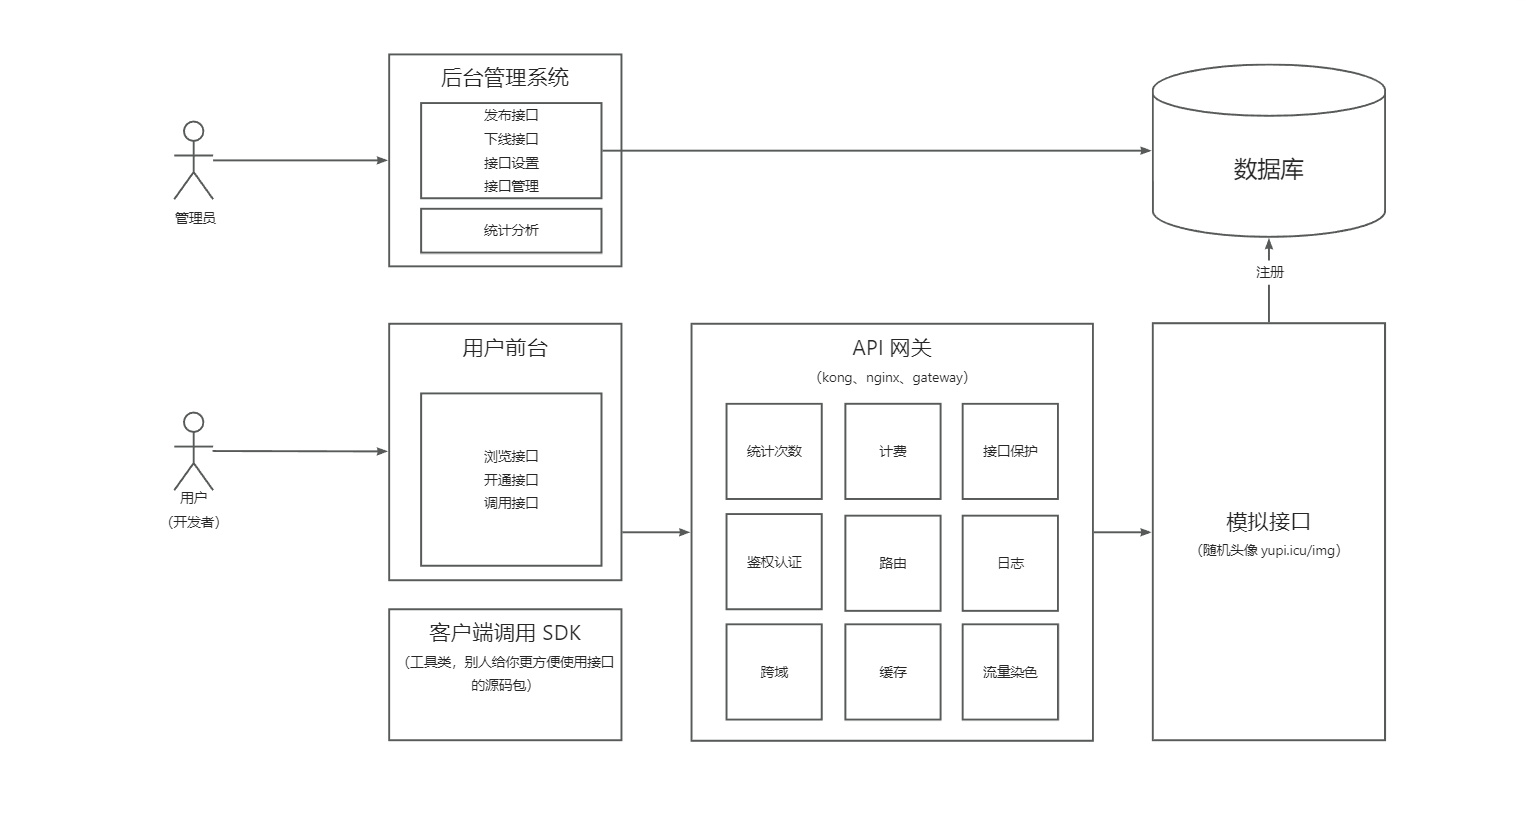 后台管理系统
发布接口
下线接口
接口设置
接口管理
统计分析
管理员
数据库
注册
用户前台
浏览接口
开通接口
调用接口
用户
（开发者）
客户端调用 SDK
（工具类，别人给你更方便使用接口
的源码包）
API 网关
（kong、nginx、gateway）
统计次数
计费
接口保护
鉴权认证
路由
日志
跨域
缓存
流量染色
模拟接口
（随机头像 yupi.icu/img）